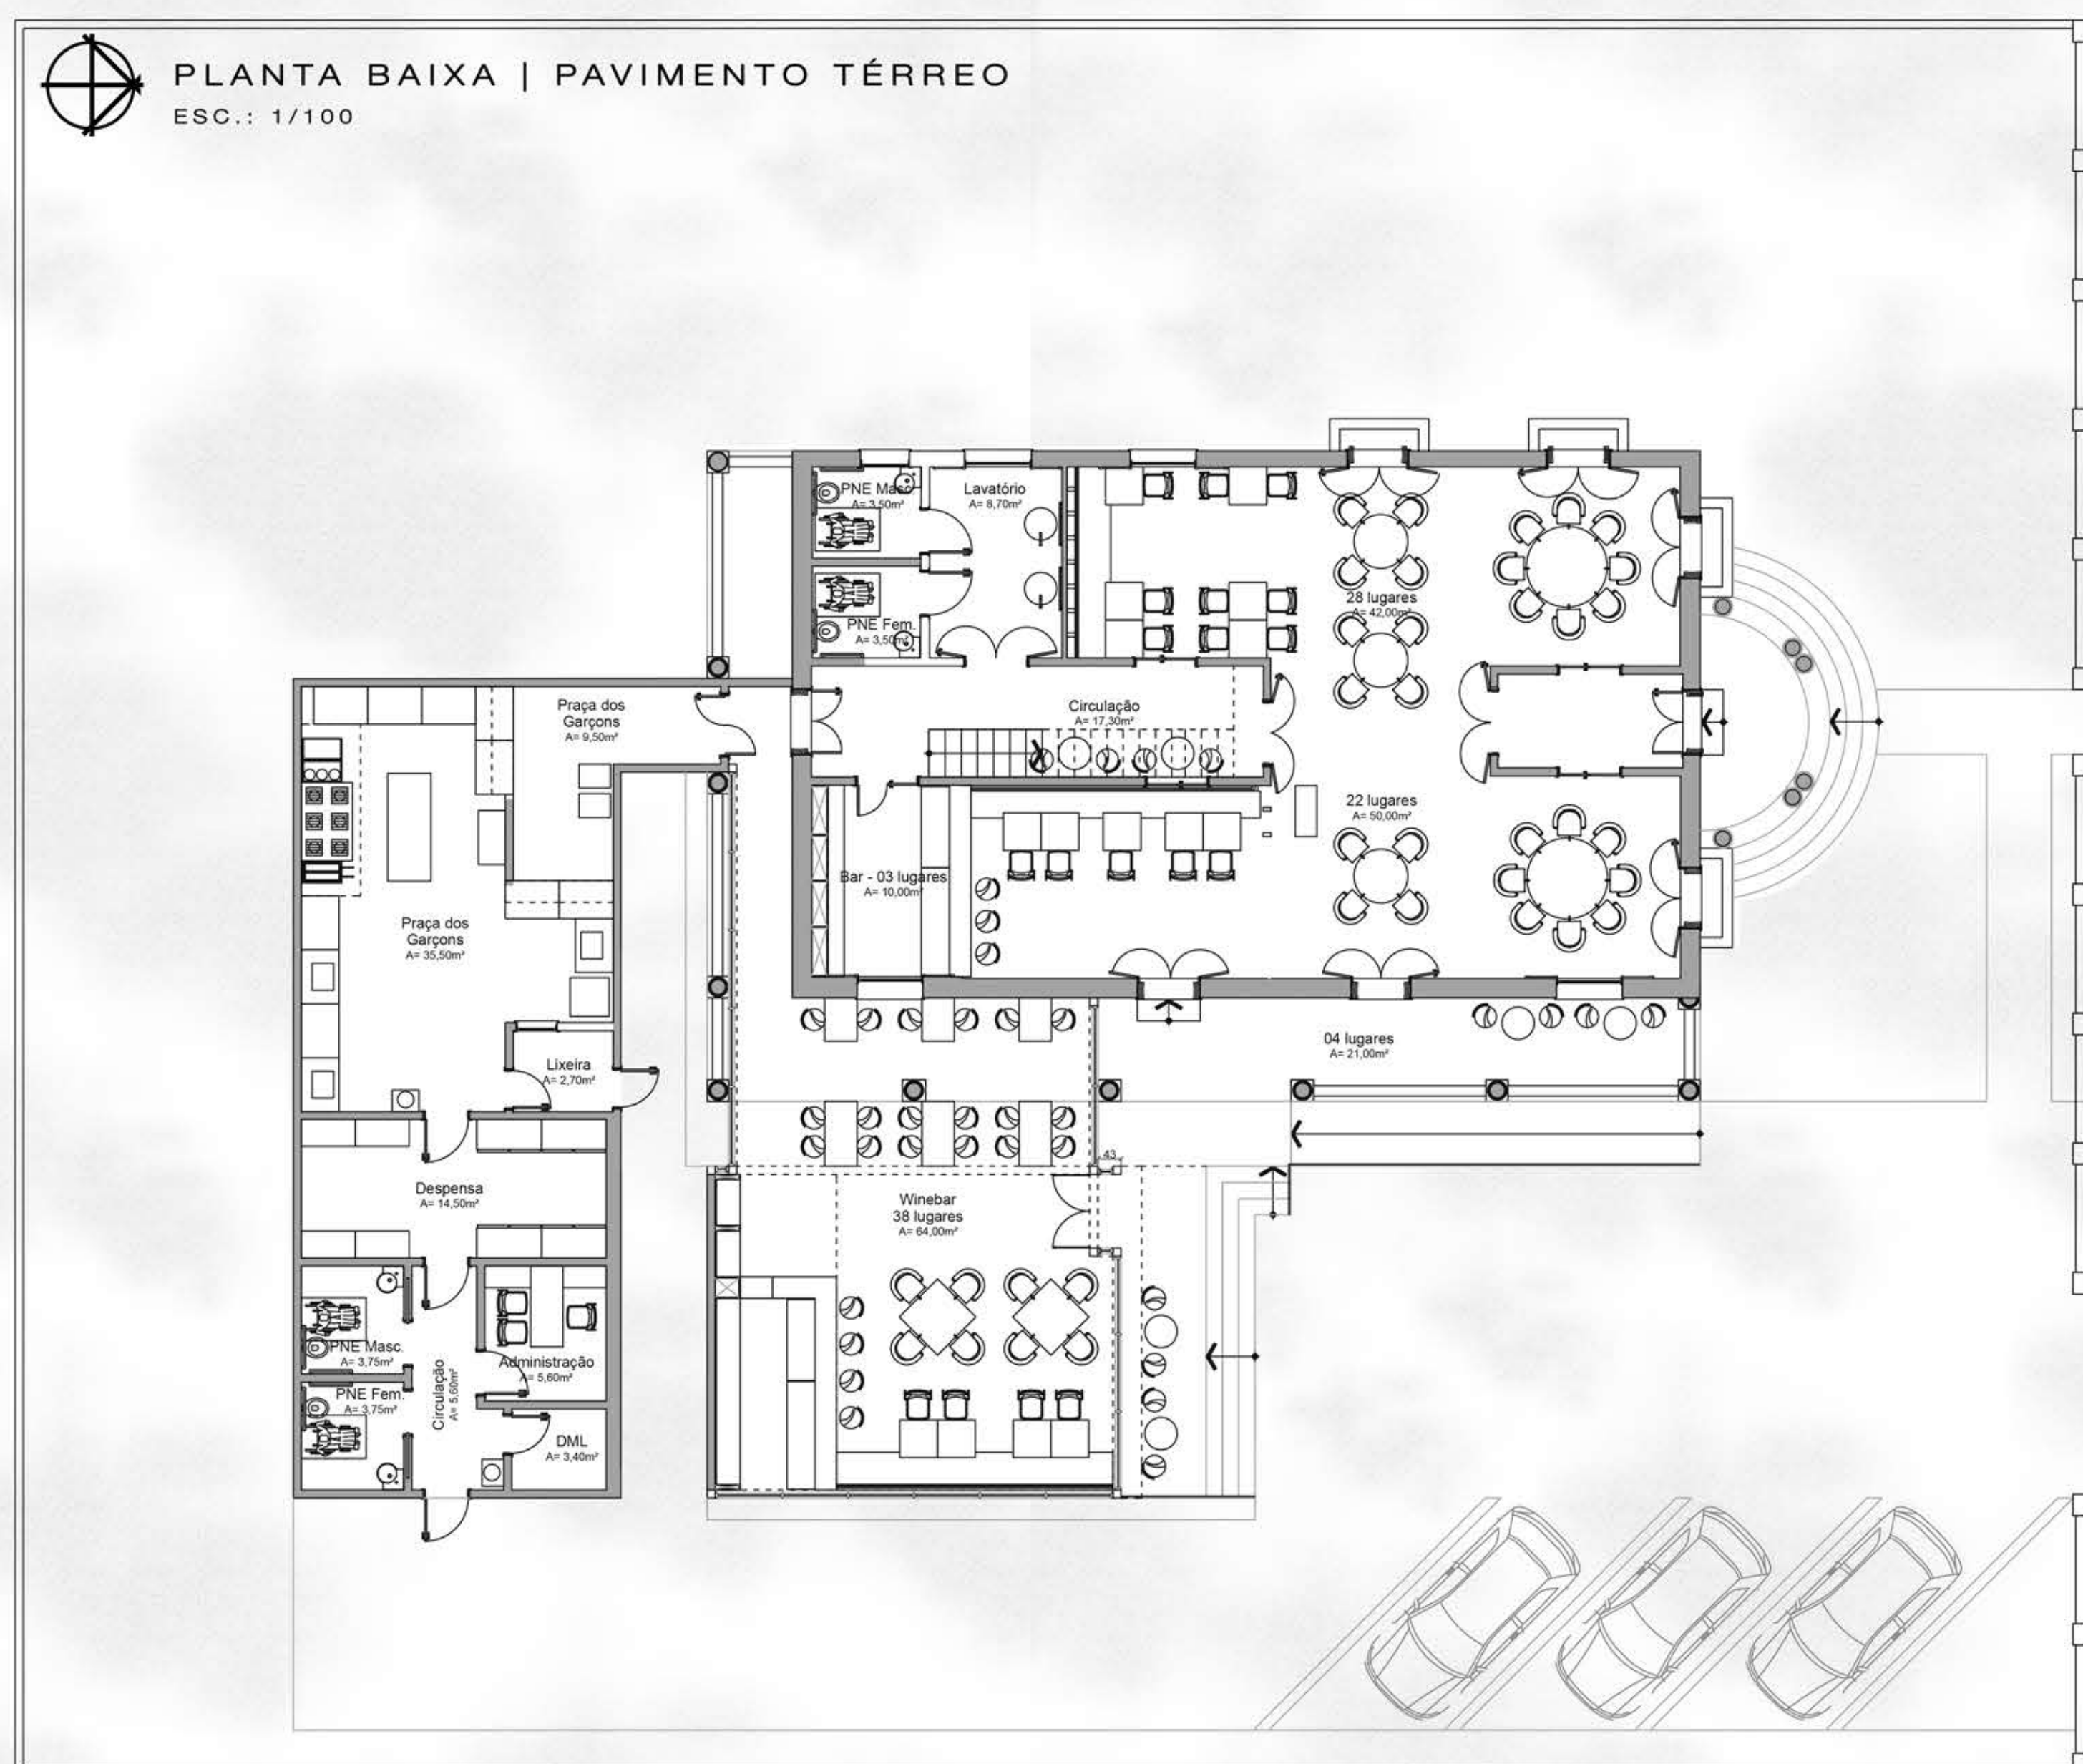 PLANTA BAIXA | PAVIMENTO TÉRREO
ESC.: 1/100
PNE Masc.
A= 3,50m²
Lavatório
A= 8,70m²
PNE Fem.
A= 3,50m²
28 lugares
A= 42,00m²
Praça dos
Garçons
A= 9,50m²
Circulação
A= 17,30m²
22 lugares
A= 50,00m²
Bar - 03 lugares
A= 10,00m²
Praça dos
Garçons
A= 35,50m²
Lixeira
A= 2,70m²
04 lugares
A= 21,00m²
43
Despensa
A= 14,50m²
Winebar
38 lugares
A= 64,00m²
PNE Masc.
A= 3,75m²
Administração
A= 5,60m²
PNE Fem.
A= 3,75m²
Circulação
A= 5,60m²
DML
A= 3,40m²